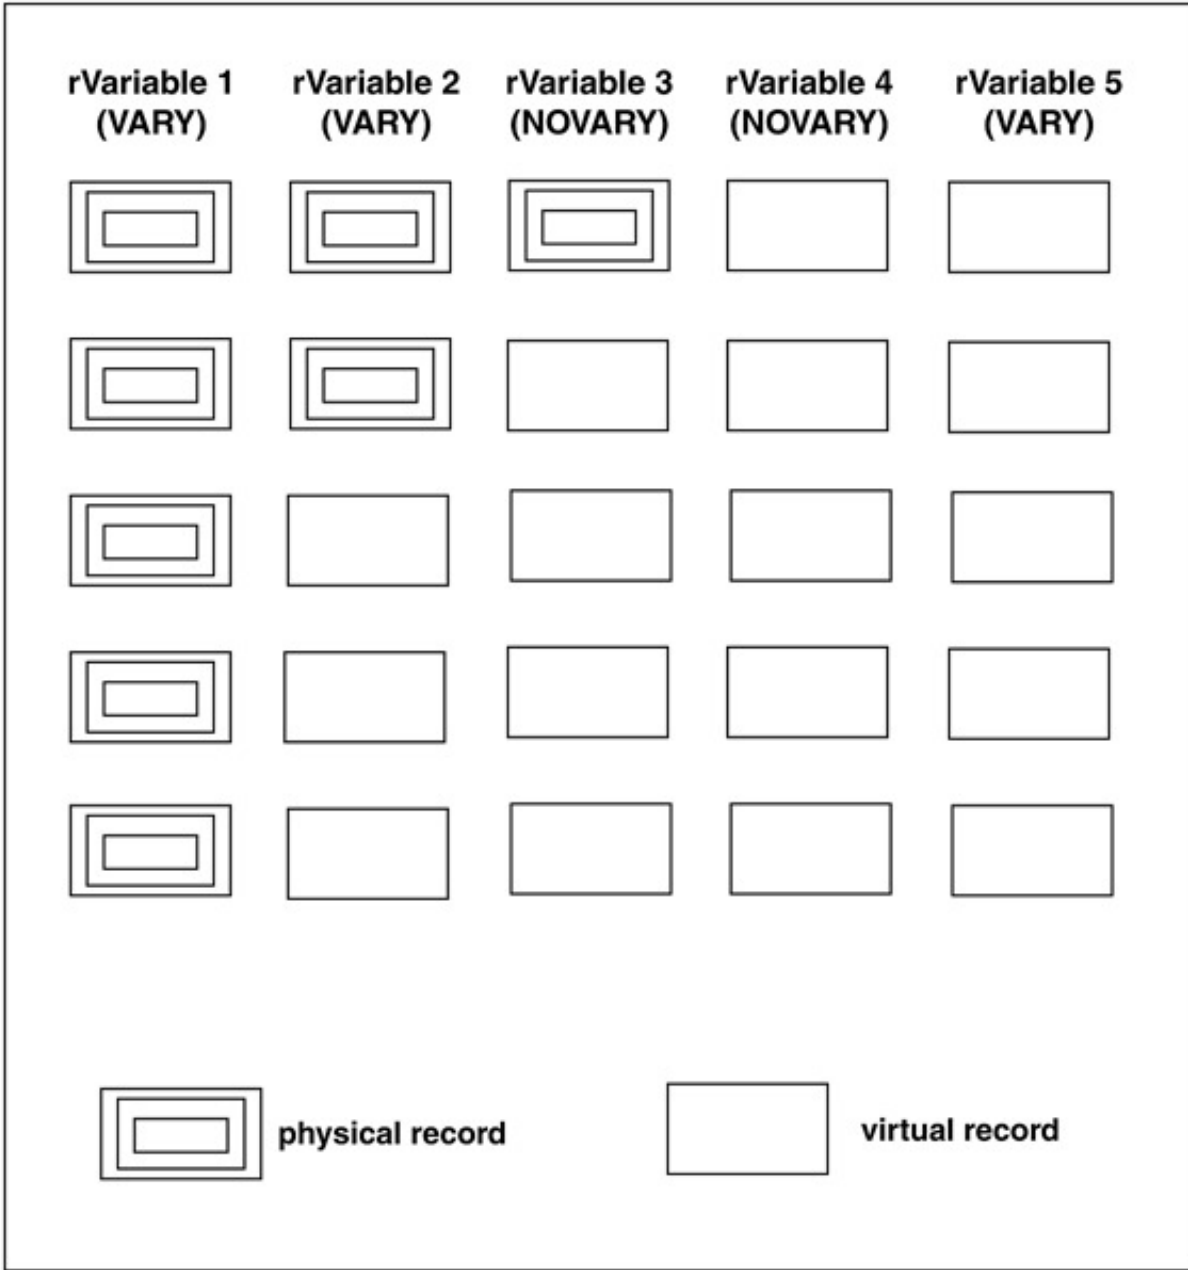 rVariable 1 rVariable 2 rVariable 3 rVariable 4 rVariable 5
(VARY) (VARY) (NOVARY) (NOVARY) (VARY)
physical record virtual record